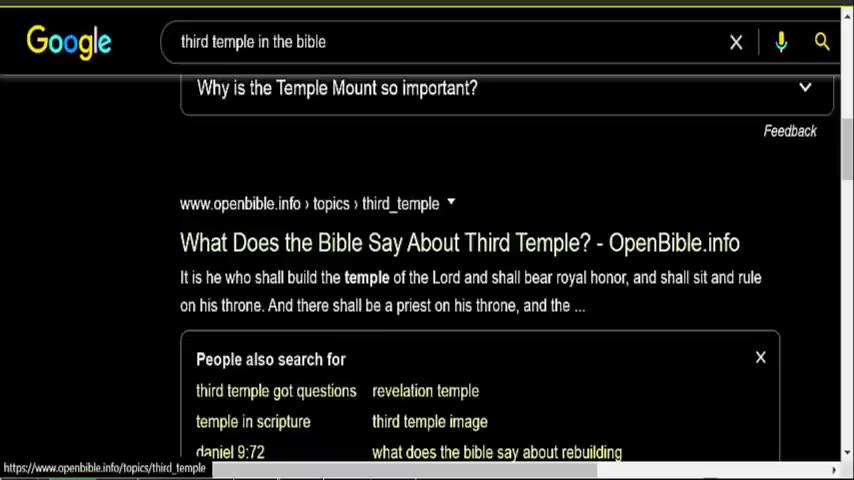 Google
third temple in the bible
Why is the Temple Mount so important?
Feedback
www.openbible.info › topics › third_temple
What Does the Bible Say About Third Temple? - OpenBible.info
It is he who shall build the temple of the Lord and shall bear royal honor, and shall sit and rule
on his throne. And there shall be a priest on his throne, and the ...
People also search for
third temple got questions revelation temple
temple in scripture third temple image
daniel 9:72 what does the bible say about rebuilding
https://www.openbible.info/topics/third_temple